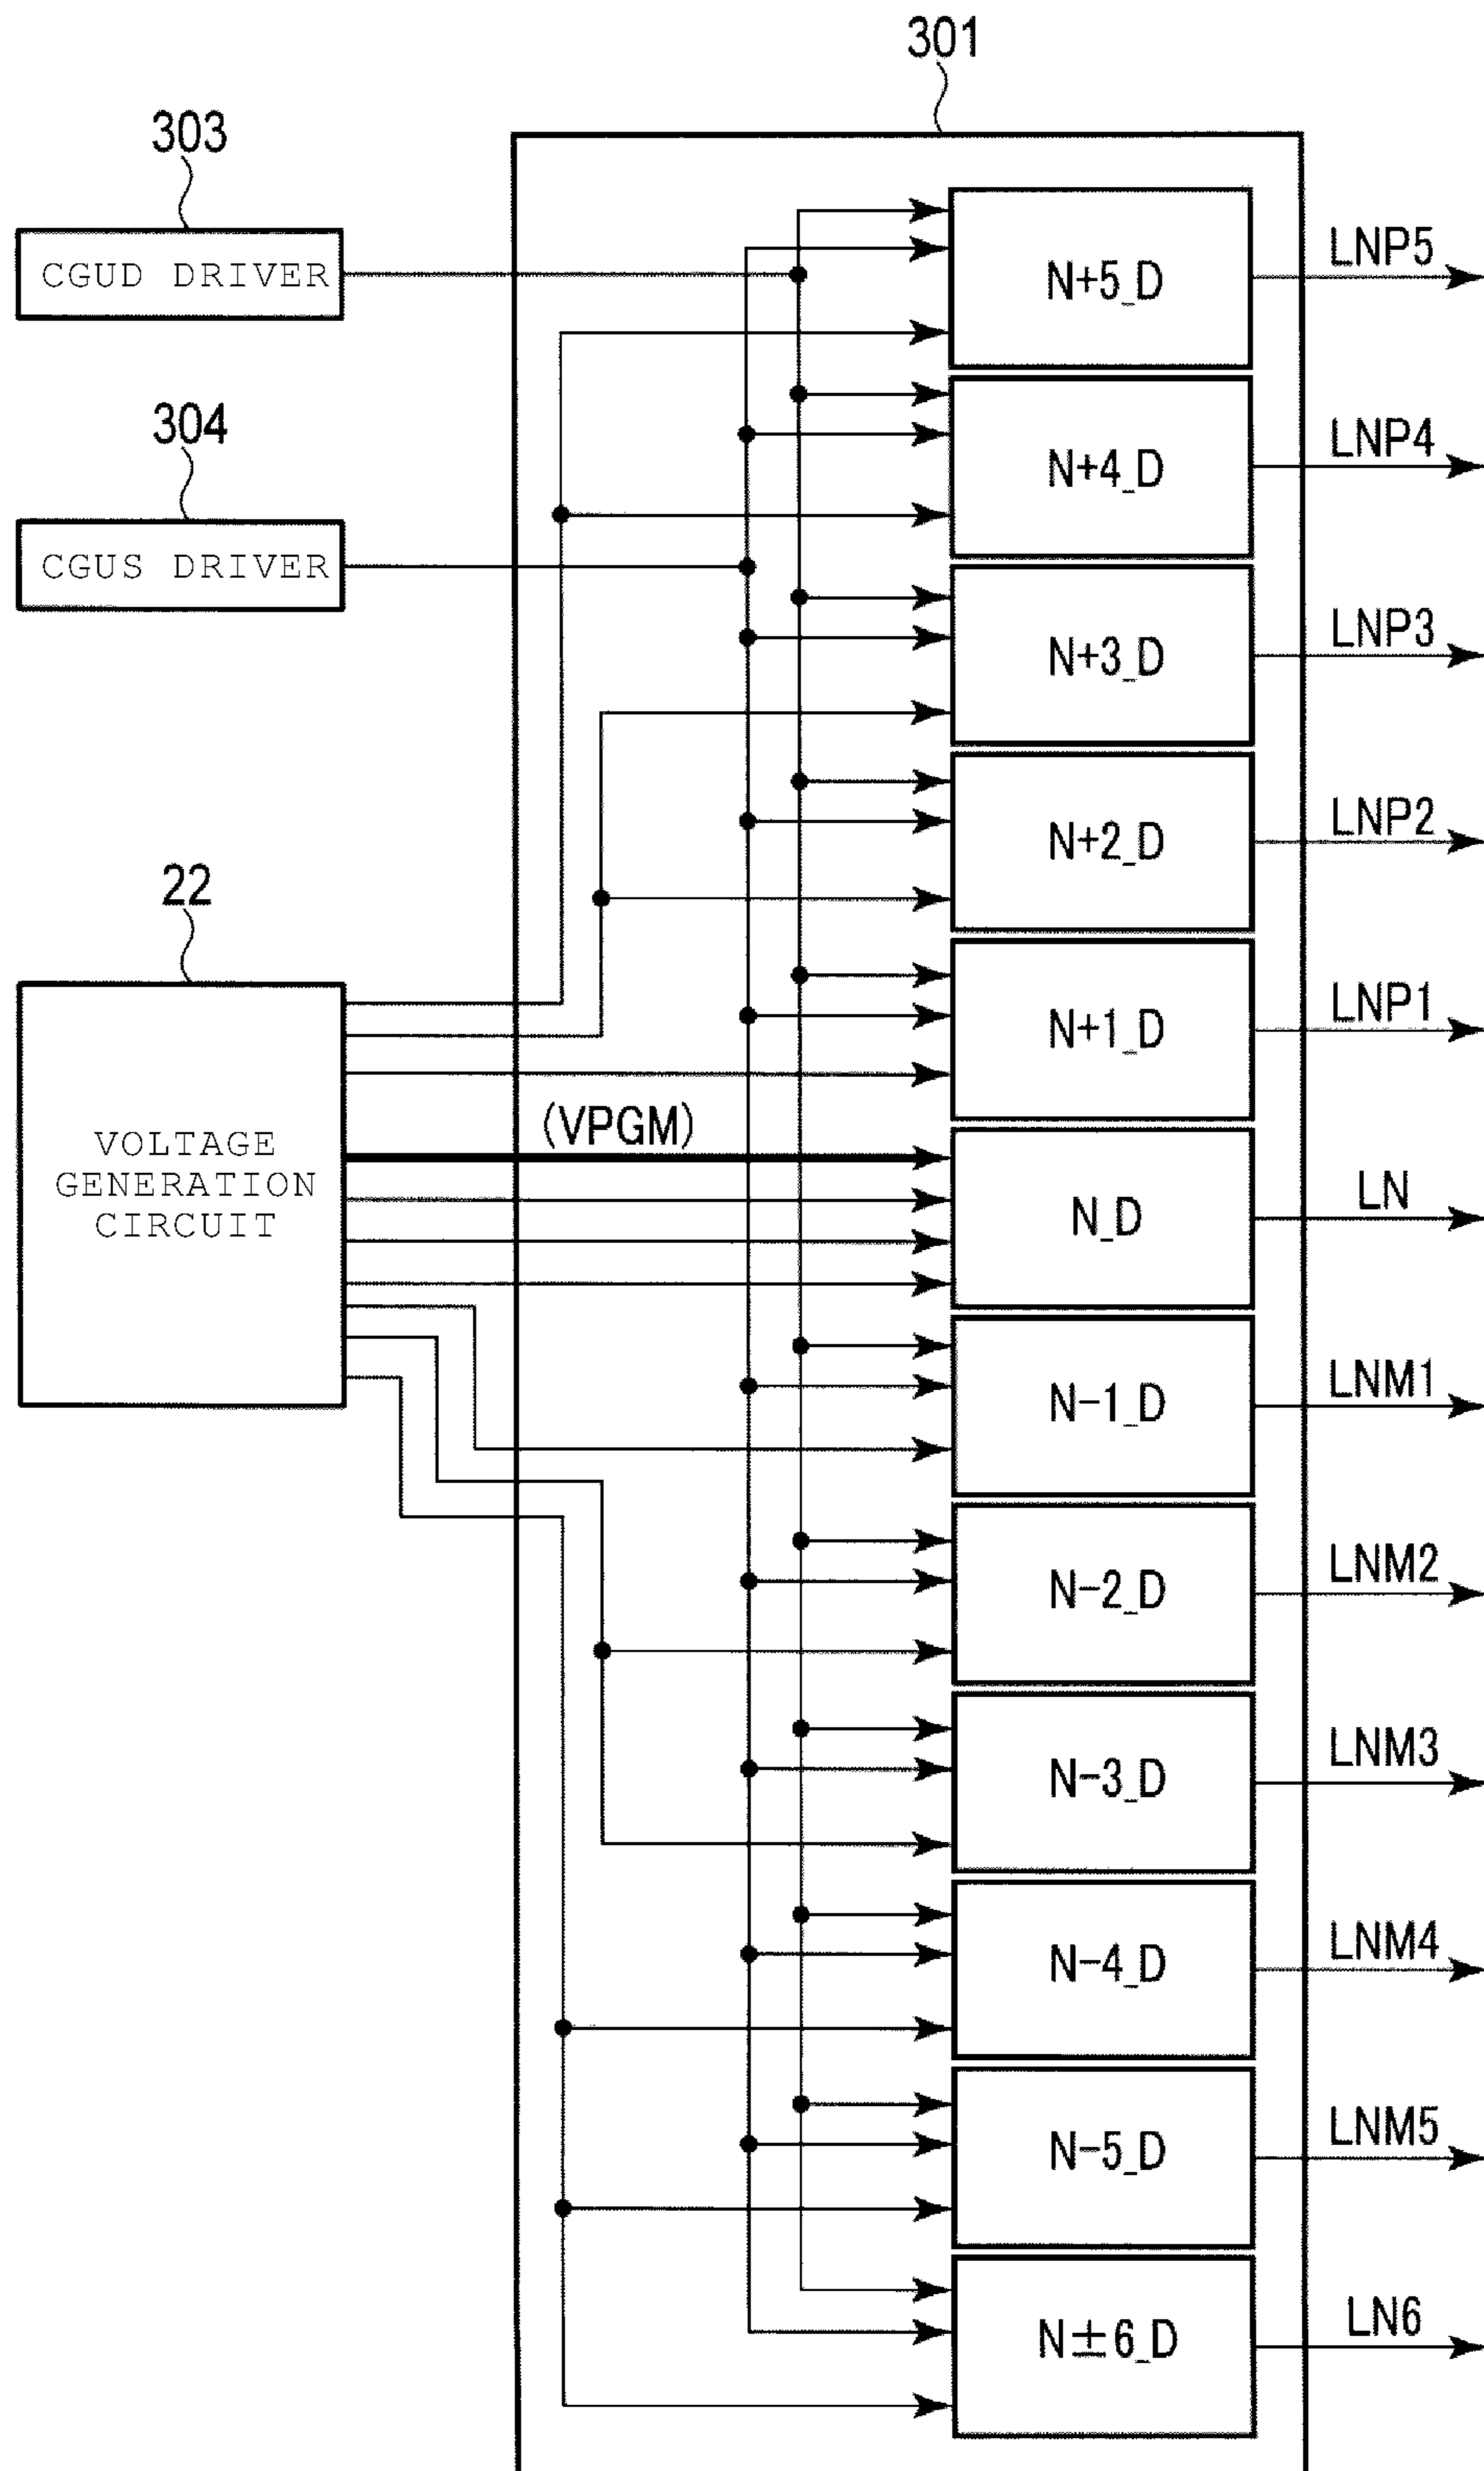 301
303
CGUD DRIVER
N+5_D
LNP5
304
CGUS DRIVER
N+4_D
LNP4
N+3_D
LNP3
N+2_D
LNP2
22
VOLTAGE
GENERATION
CIRCUIT
N+1_D
LNP1
(VPGM)
N_D
LN
N-1_D
LNM1
N-2_D
LNM2
N-3_D
LNM3
N-4_D
LNM4
N-5_D
LNM5
N±6_D
LN6